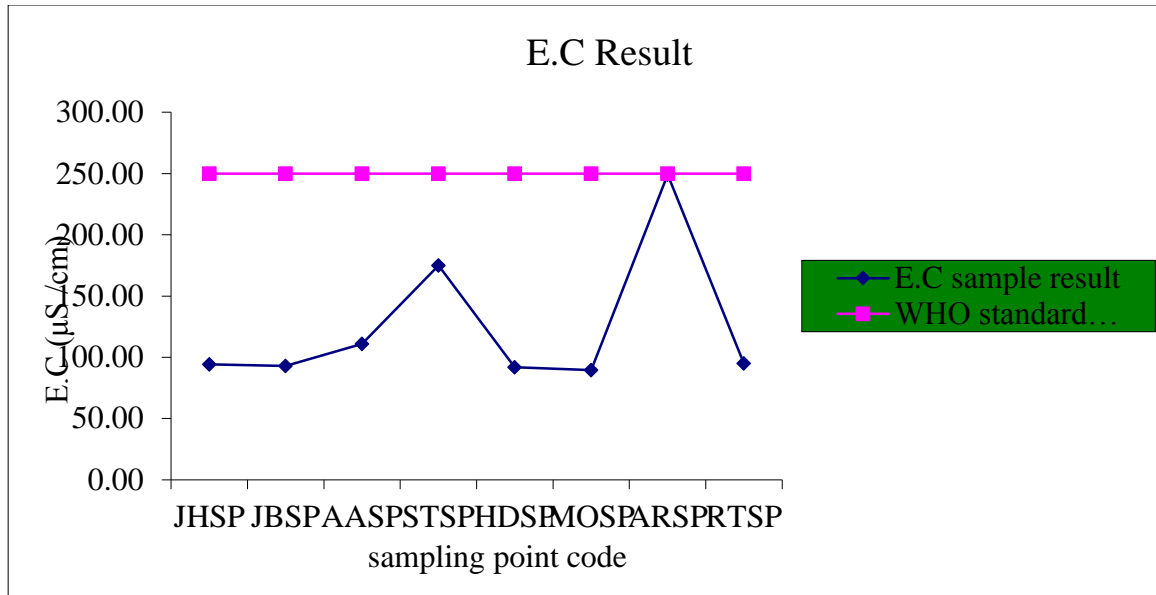 E.C Result
300.00
250.00
200.00
150.00
100.00
50.00
0.00
E.C (µS /cm)
JHSP JBSP AASP STSP HDSP MOSP ARSP RTSP
sampling point code
E.C sample result
WHO standard…